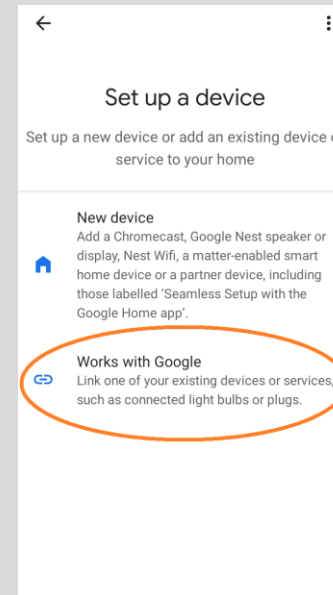 Set up a device
Set up a new device or add an existing device
service to your home
New device
Add a Chromecast, Google Nest speaker or
display, Nest Wifi, a matter-enabled smart
home device or a partner device, including
those labelled ‘Seamless Setup with the
Google Home app’.
Works with Google
Link one of your existing devices or services,
such as connected light bulbs or plugs.